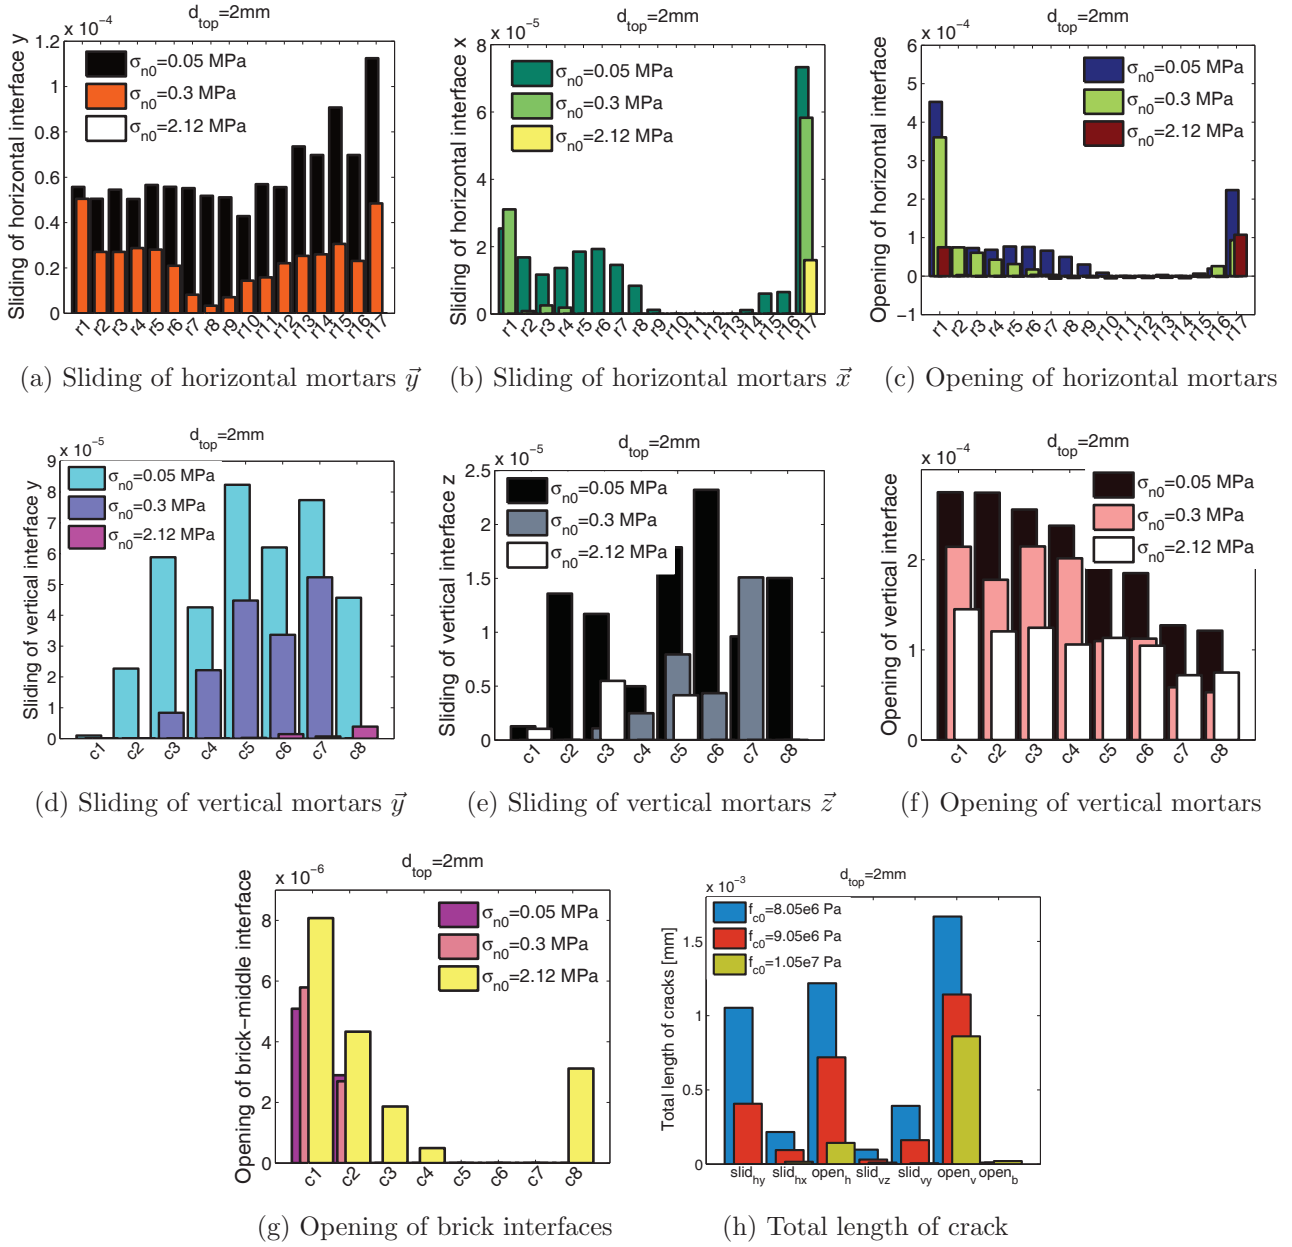 d_top=2mm
x 10^-4
Sliding of horizontal interface y
1.2
1
0.8
0.6
0.4
0.2
0
σ_n0=0.05 MPa
σ_n0=0.3 MPa
σ_n0=2.12 MPa
r1 r2 r3 r4 r5 r6 r7 r8 r9 r10 r11 r12 r13 r14 r15 r16 r17
(a) Sliding of horizontal mortars y⃗
d_top=2mm
x 10^-5
Sliding of horizontal interface x
8
6
4
2
0
σ_n0=0.05 MPa
σ_n0=0.3 MPa
σ_n0=2.12 MPa
r1 r2 r3 r4 r5 r6 r7 r8 r9 r10 r11 r12 r13 r14 r15 r16 r17
(b) Sliding of horizontal mortars x⃗
d_top=2mm
x 10^-4
Opening of horizontal interface
6
5
4
3
2
1
0
−1
σ_n0=0.05 MPa
σ_n0=0.3 MPa
σ_n0=2.12 MPa
r1 r2 r3 r4 r5 r6 r7 r8 r9 r10 r11 r12 r13 r14 r15 r16 r17
(c) Opening of horizontal mortars
d_top=2mm
x 10^-5
Sliding of vertical interface y
9
8
7
6
5
4
3
2
1
0
σ_n0=0.05 MPa
σ_n0=0.3 MPa
σ_n0=2.12 MPa
c1 c2 c3 c4 c5 c6 c7 c8
(d) Sliding of vertical mortars y⃗
d_top=2mm
x 10^-5
Sliding of vertical interface z
2.5
2
1.5
1
0.5
0
σ_n0=0.05 MPa
σ_n0=0.3 MPa
σ_n0=2.12 MPa
c1 c2 c3 c4 c5 c6 c7 c8
(e) Sliding of vertical mortars z⃗
d_top=2mm
x 10^-4
Opening of vertical interface
2
1
0
σ_n0=0.05 MPa
σ_n0=0.3 MPa
σ_n0=2.12 MPa
c1 c2 c3 c4 c5 c6 c7 c8
(f) Opening of vertical mortars
d_top=2mm
x 10^-6
Opening of brick−middle interface
8
6
4
2
0
σ_n0=0.05 MPa
σ_n0=0.3 MPa
σ_n0=2.12 MPa
c1 c2 c3 c4 c5 c6 c7 c8
(g) Opening of brick interfaces
d_top=2mm
x 10^-3
Total length of cracks [mm]
1.5
1
0.5
0
f_c0=8.05e6 Pa
f_c0=9.05e6 Pa
f_c0=1.05e7 Pa
slid_hy slid_hx open_h slid_vz slid_vy open_v open_b
(h) Total length of crack